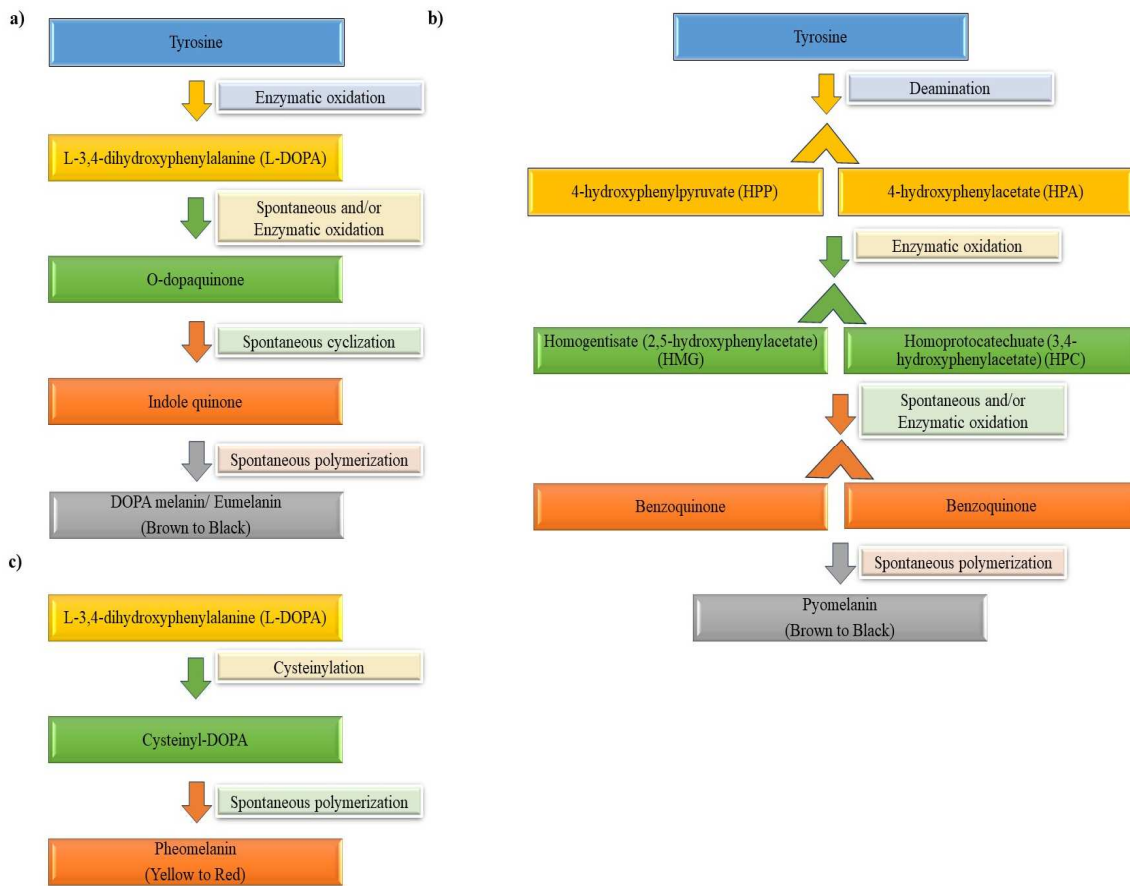 a)
Tyrosine
Enzymatic oxidation
L-3,4-dihydroxyphenylalanine (L-DOPA)
Spontaneous and/or
Enzymatic oxidation
O-dopaquinone
Spontaneous cyclization
Indole quinone
Spontaneous polymerization
DOPA melanin/ Eumelanin
(Brown to Black)
b)
Tyrosine
Deamination
4-hydroxyphenylpyruvate (HPP)
4-hydroxyphenylacetate (HPA)
Enzymatic oxidation
Homogentisate (2,5-hydroxyphenylacetate)
(HMG)
Homoprotocatechuate (3,4-
hydroxyphenylacetate) (HPC)
Spontaneous and/or
Enzymatic oxidation
Benzoquinone
Benzoquinone
Spontaneous polymerization
Pyomelanin
(Brown to Black)
c)
L-3,4-dihydroxyphenylalanine (L-DOPA)
Cysteinylation
Cysteinyl-DOPA
Spontaneous polymerization
Pheomelanin
(Yellow to Red)